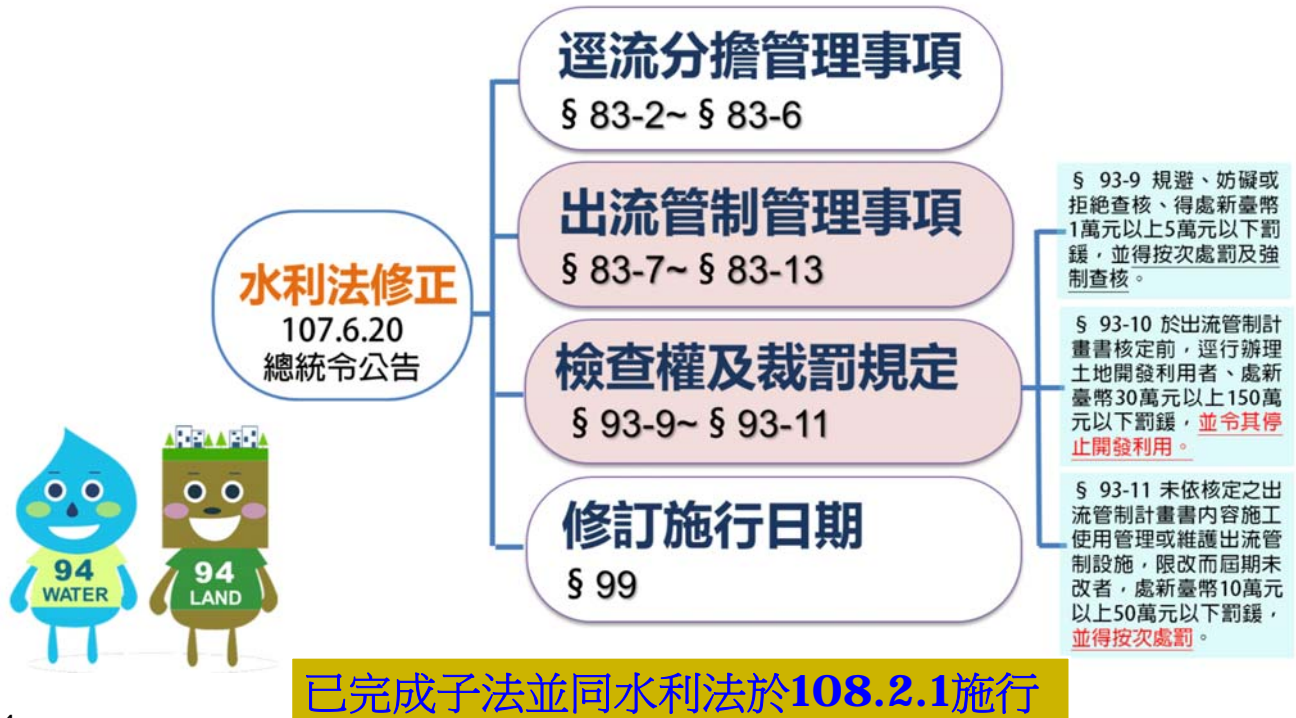 水利法修正
107.6.20
總統令公告
逕流分擔管理事項
§ 83-2~ § 83-6
出流管制管理事項
§ 83-7~ § 83-13
檢查權及裁罰規定
§ 93-9~ § 93-11
修訂施行日期
§ 99
§ 93-9 規避、妨礙或
拒絕查核、得處新臺幣
1萬元以上5萬元以下罰
鍰，並得按次處罰及強
制查核。
§ 93-10 於出流管制計
畫書核定前，逕行辦理
土地開發利用者、處新
臺幣30萬元以上150萬
元以下罰鍰，並令其停
止開發利用。
§ 93-11 未依核定之出
流管制計畫書內容施工
使用管理或維護出流管
制設施，限改而屆期未
改者，處新臺幣10萬元
以上50萬元以下罰鍰，
並得按次處罰。
94
WATER
94
LAND
已完成子法並同水利法於108.2.1施行